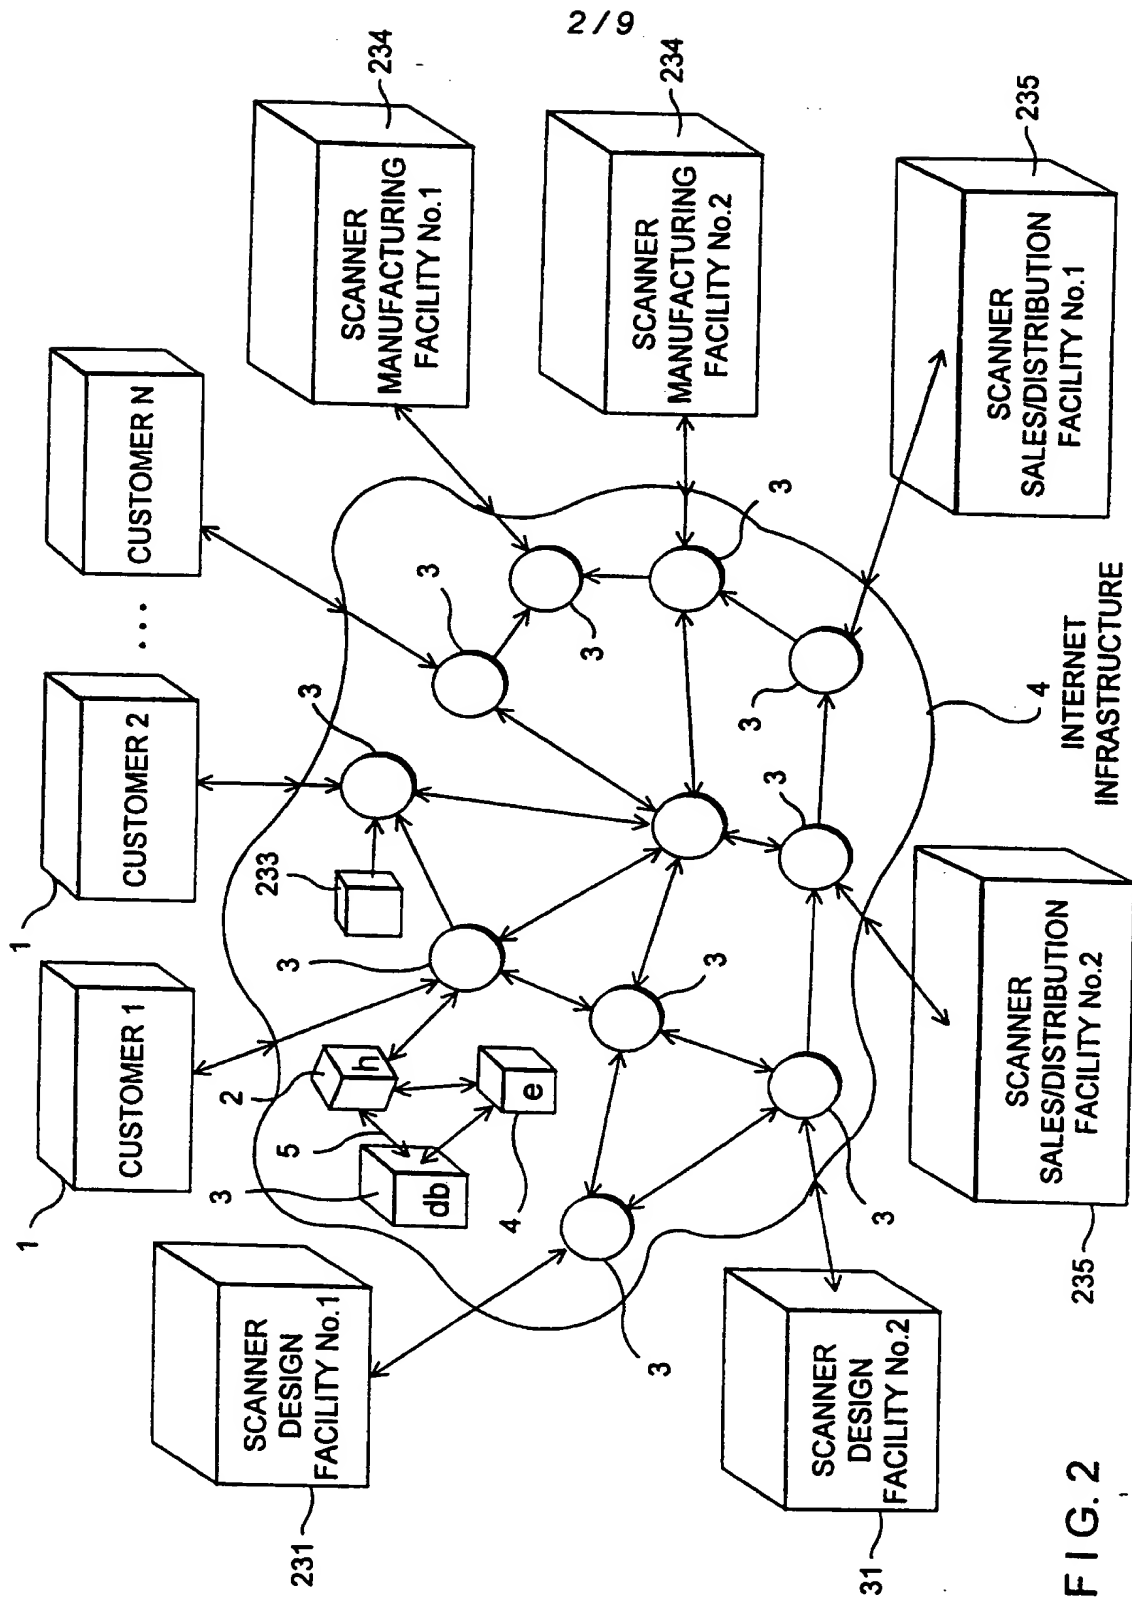 2/9
1
CUSTOMER 1
1
CUSTOMER 2
...
CUSTOMER N
231
SCANNER
DESIGN
FACILITY No.1
234
SCANNER
MANUFACTURING
FACILITY No.1
234
SCANNER
MANUFACTURING
FACILITY No.2
235
SCANNER
SALES/DISTRIBUTION
FACILITY No.1
235
SCANNER
SALES/DISTRIBUTION
FACILITY No.2
31
SCANNER
DESIGN
FACILITY No.2
2
h
5
3
db
e
4
233
3
3
3
3
3
3
3
3
3
3
4
INTERNET
INFRASTRUCTURE
FIG. 2